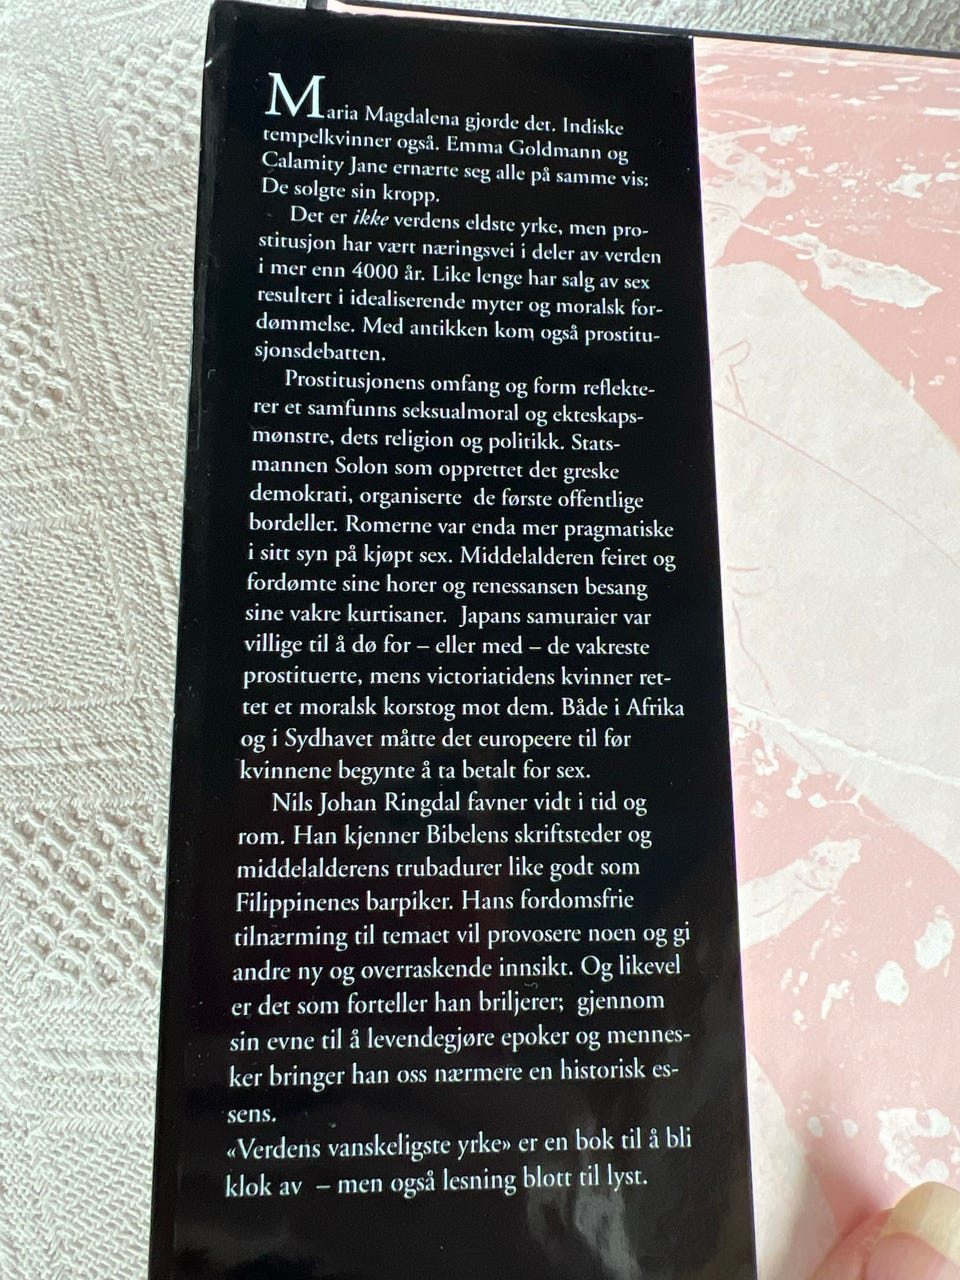 Maria Magdalena gjorde det. Indiske
tempelkvinner også. Emma Goldmann og
Calamity Jane ernærte seg alle på samme vis:
De solgte sin kropp.
Det er ikke verdens eldste yrke, men pro-
stitusjon har vært næringsvei i deler av verden
i mer enn 4000 år. Like lenge har salg av sex
resultert i idealiserende myter og moralsk for-
dømmelse. Med antikken kom også prostitu-
sjonsdebatten.
Prostitusjonens omfang og form reflekte-
rer et samfunns seksualmoral og ekteskaps-
mønstre, dets religion og politikk. Stats-
mannen Solon som opprettet det greske
demokrati, organiserte de første offentlige
bordeller. Romerne var enda mer pragmatiske
i sitt syn på kjøpt sex. Middelalderen feiret og
fordømte sine horer og renessansen besang
sine vakre kurtisaner. Japans samuraier var
villige til å dø for – eller med – de vakreste
prostituerte, mens victoriatidens kvinner ret-
tet et moralsk korstog mot dem. Både i Afrika
og i Sydhavet måtte det europeere til før
kvinnene begynte å ta betalt for sex.
Nils Johan Ringdal favner vidt i tid og
rom. Han kjenner Bibelens skriftsteder og
middelalderens trubadurer like godt som
Filippinenes barpiker. Hans fordomsfrie
tilnærming til temaet vil provosere noen og gi
andre ny og overraskende innsikt. Og likevel
er det som forteller han briljerer; gjennom
sin evne til å levendegjøre epoker og mennes-
ker bringer han oss nærmere en historisk es-
sens.
«Verdens vanskeligste yrke» er en bok til å bli
klok av – men også lesning blott til lyst.